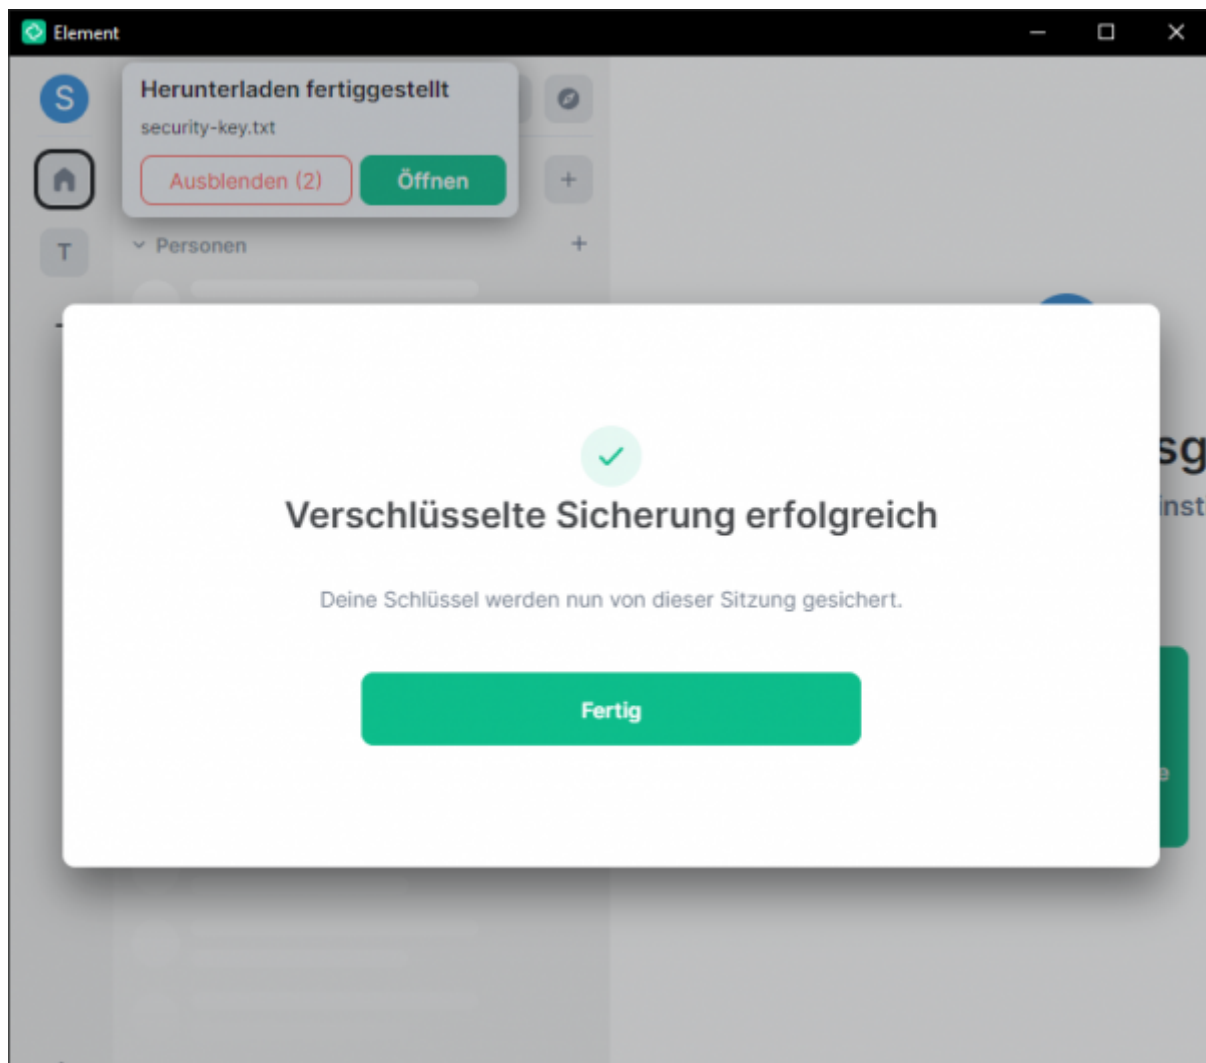 Element
S
Herunterladen fertiggestellt
security-key.txt
Ausblenden (2)
Öffnen
T
Personen
Verschlüsselte Sicherung erfolgreich
Deine Schlüssel werden nun von dieser Sitzung gesichert.
Fertig